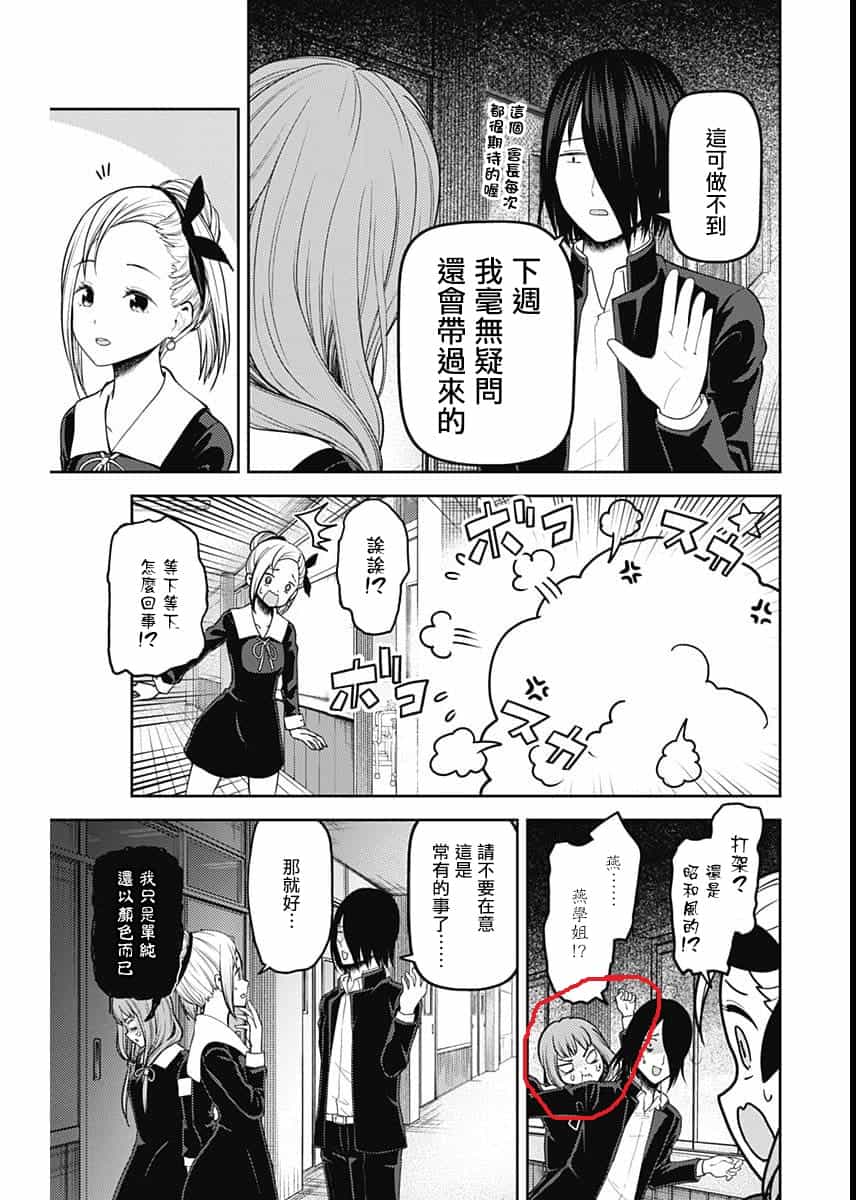 這可做不到
這個 會長每次
都很期待的喔
下週
我毫無疑問
還會帶過來的
スカ
ボコ
誒誒!?
等下等下
怎麼回事!?
ボコ
スカ
打架?
還是
昭和風的!?
燕……
燕學姐!?
請不要在意
這是
常有的事了……
那就好…
我只是單純
還以顏色而已